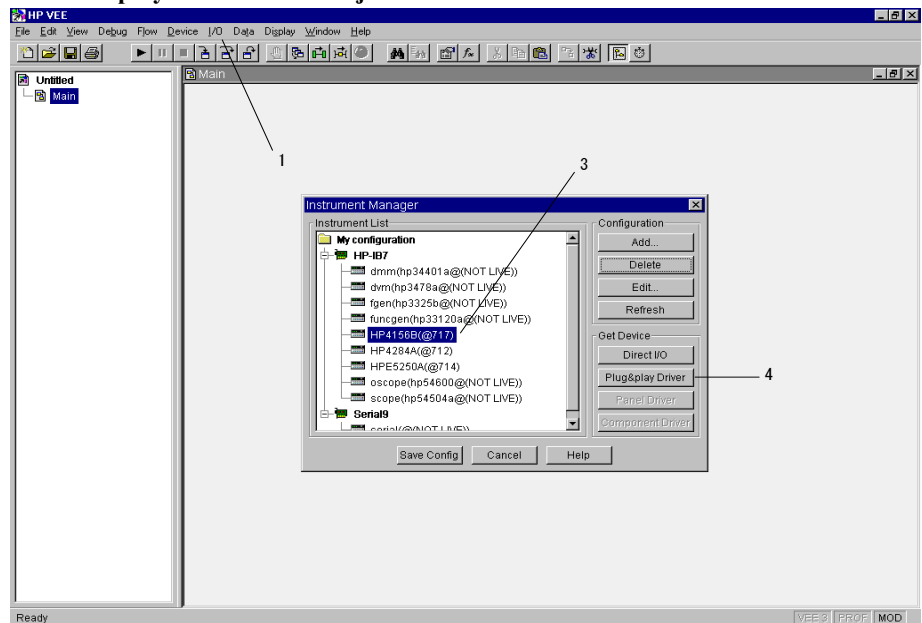 HP VEE
File Edit View Debug Flow Device I/O Data Display Window Help
Untitled
Main
Main
1
3
Instrument Manager
Instrument List
My configuration
HP-IB7
dmm(hp34401a@(NOT LIVE))
dvm(hp3478a@(NOT LIVE))
fgen(hp3325b@(NOT LIVE))
funcgen(hp33120a@(NOT LIVE))
HP4156B(@717)
HP4284A(@712)
HPE5250A(@714)
oscope(hp54600@(NOT LIVE))
scope(hp54504a@(NOT LIVE))
Serial9
serial(@(NOT LIVE))
Configuration
Add...
Delete
Edit...
Refresh
Get Device
Direct I/O
Plug&play Driver
4
Panel Driver
Component Driver
Save Config Cancel Help
Ready VEE 3 PROF MOD